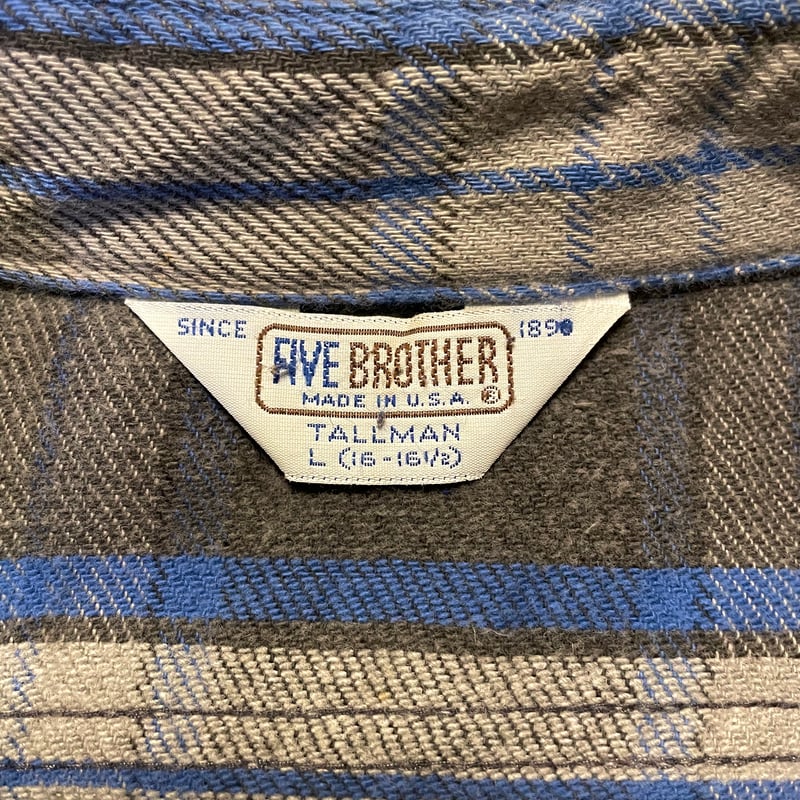 SINCE 1890
FIVE BROTHER
MADE IN U.S.A. ®
TALLMAN
L (16-16½)